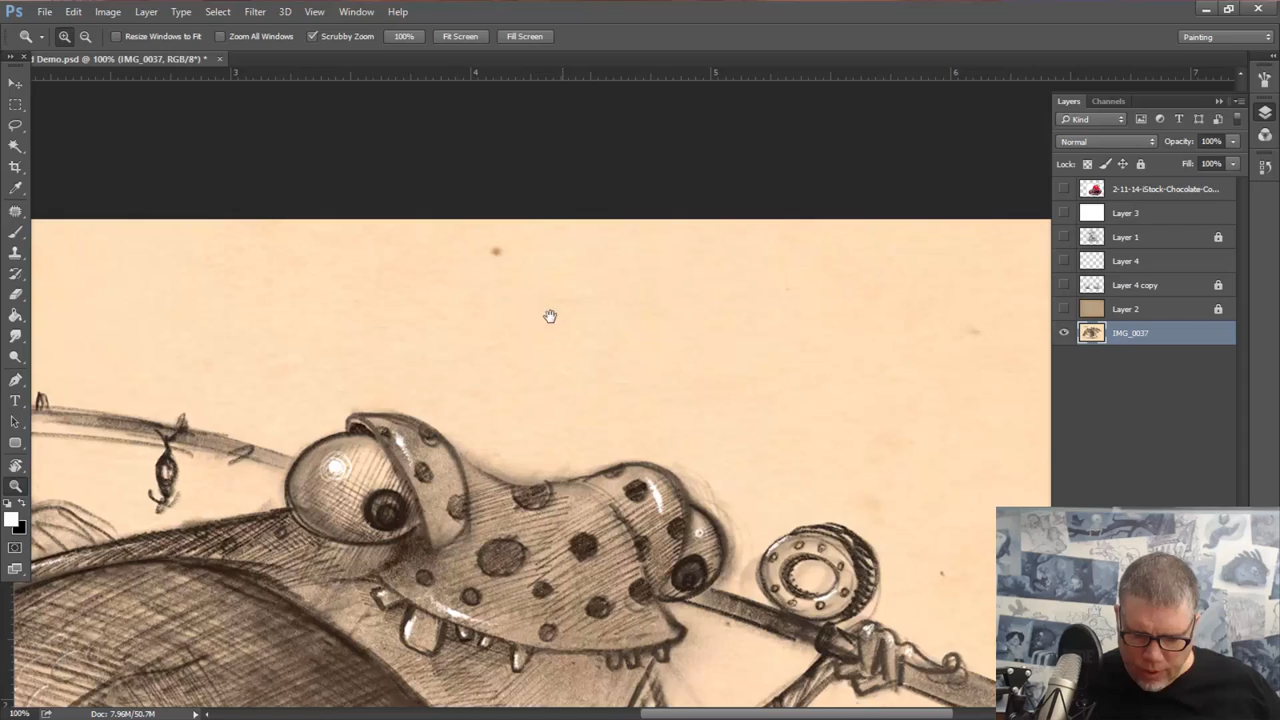 Ps File Edit Image Layer Type Select Filter 3D View Window Help
Resize Windows to Fit Zoom All Windows Scrubby Zoom 100% Fit Screen Fill Screen Painting
d Demo.psd @ 100% (IMG_0037, RGB/8*) * ×
3 4 5 6 7
Layers Channels
Kind
Normal Opacity: 100%
Lock: Fill: 100%
2-11-14-iStock-Chocolate-Co...
Layer 3
Layer 1
Layer 4
Layer 4 copy
Layer 2
IMG_0037
100% Doc: 7.96M/50.7M